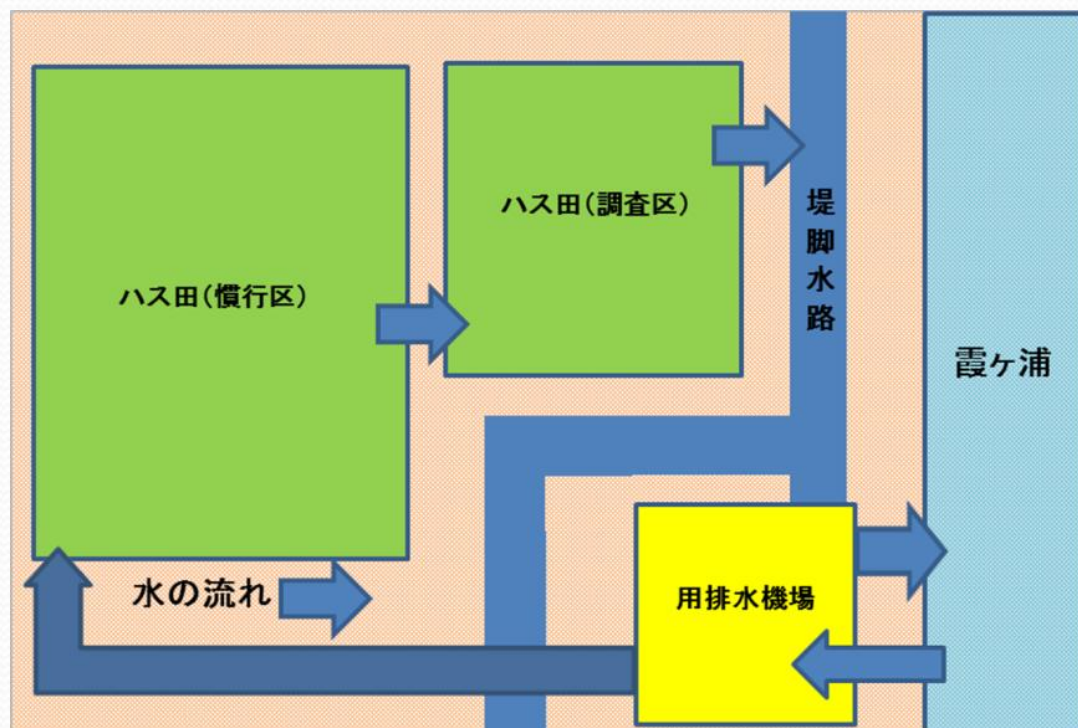 ハス田(調査区)
堤脚水路
ハス田(慣行区)
霞ヶ浦
水の流れ
用排水機場